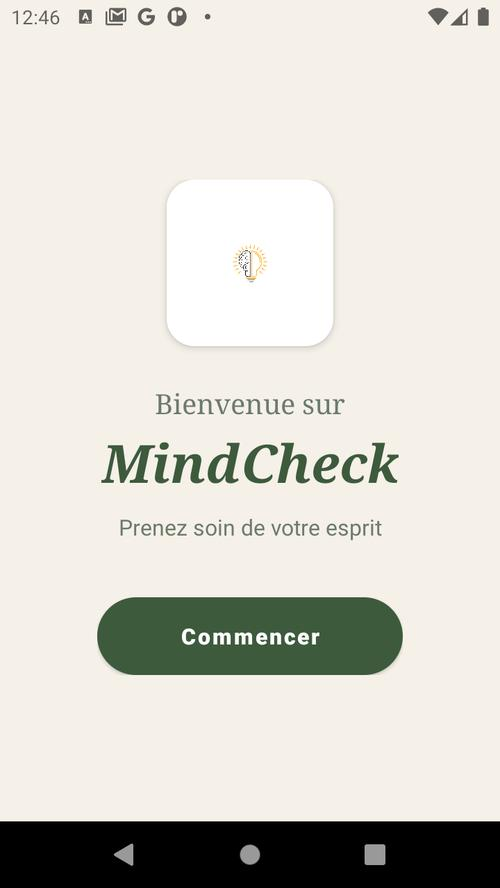 12:46
Bienvenue sur
MindCheck
Prenez soin de votre esprit
Commencer